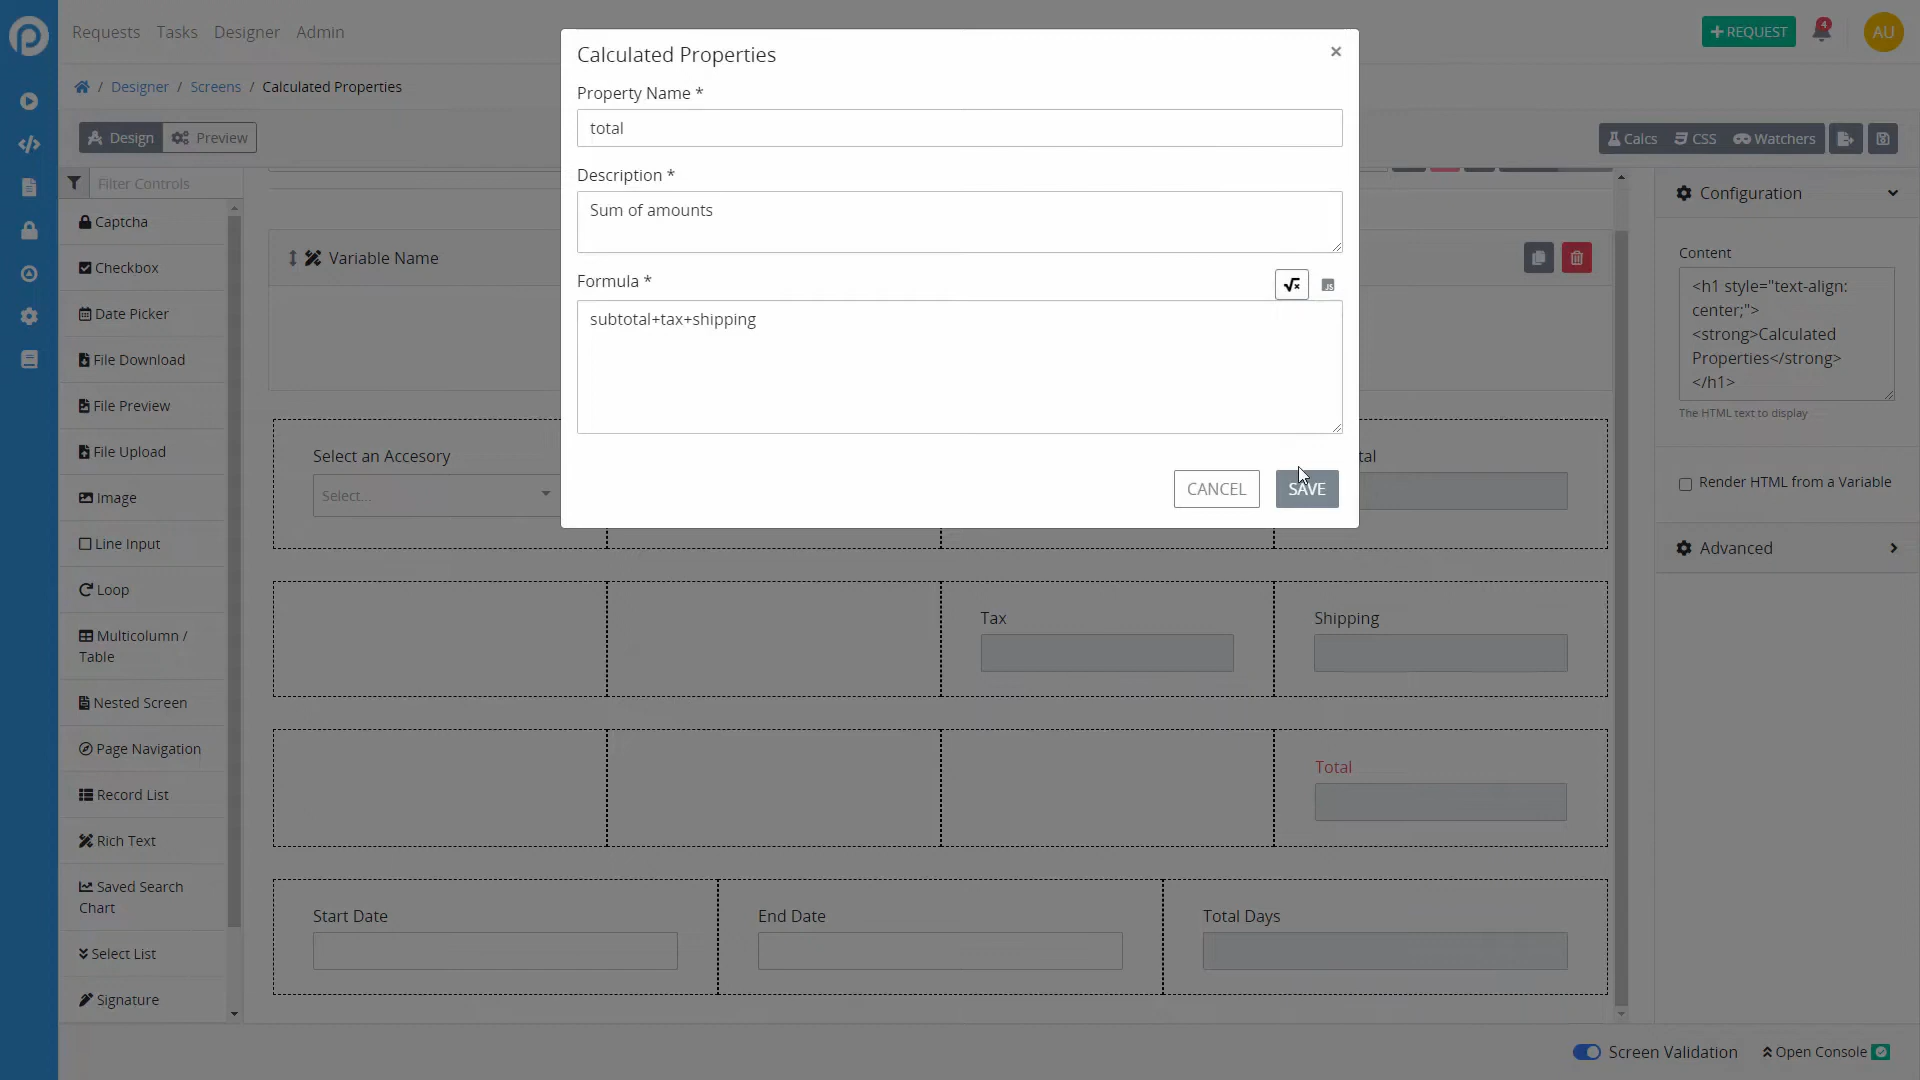 Requests Tasks Designer Admin
+REQUEST
4
AU
/ Designer / Screens / Calculated Properties
Design Preview
Calcs CSS Watchers
Calculated Properties
×
Property Name *
total
Description *
Sum of amounts
Formula *
JS
subtotal+tax+shipping
CANCEL SAVE
Filter Controls
Captcha
Checkbox
Date Picker
File Download
File Preview
File Upload
Image
Line Input
Loop
Multicolumn /
Table
Nested Screen
Page Navigation
Record List
Rich Text
Saved Search
Chart
Select List
Signature
Variable Name
Select an Accesory
Select...
tal
Tax
Shipping
Total
Start Date
End Date
Total Days
Configuration
Content
<h1 style="text-align:
center;">
<strong>Calculated
Properties</strong>
</h1>
The HTML text to display
Render HTML from a Variable
Advanced
Screen Validation
Open Console